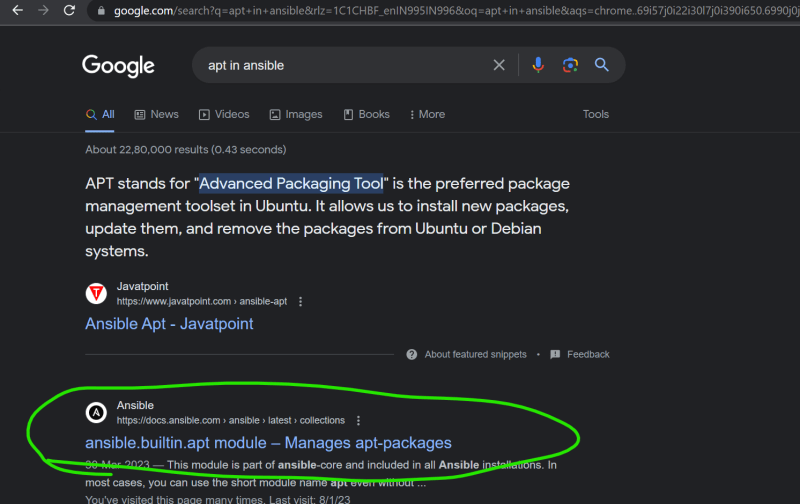 google.com/search?q=apt+in+ansible&rlz=1C1CHBF_enIN995IN996&oq=apt+in+ansible&aqs=chrome..69i57j0i22i30l7j0i390i650.6990j0j
Google
apt in ansible
All News Videos Images Books More Tools
About 22,80,000 results (0.43 seconds)
APT stands for "Advanced Packaging Tool" is the preferred package
management toolset in Ubuntu. It allows us to install new packages,
update them, and remove the packages from Ubuntu or Debian
systems.
Javatpoint
https://www.javatpoint.com › ansible-apt
Ansible Apt - Javatpoint
About featured snippets • Feedback
Ansible
https://docs.ansible.com › ansible › latest › collections
ansible.builtin.apt module – Manages apt-packages
30 Mar 2023 — This module is part of ansible-core and included in all Ansible installations. In
most cases, you can use the short module name apt even without ...
You've visited this page many times. Last visit: 8/1/23